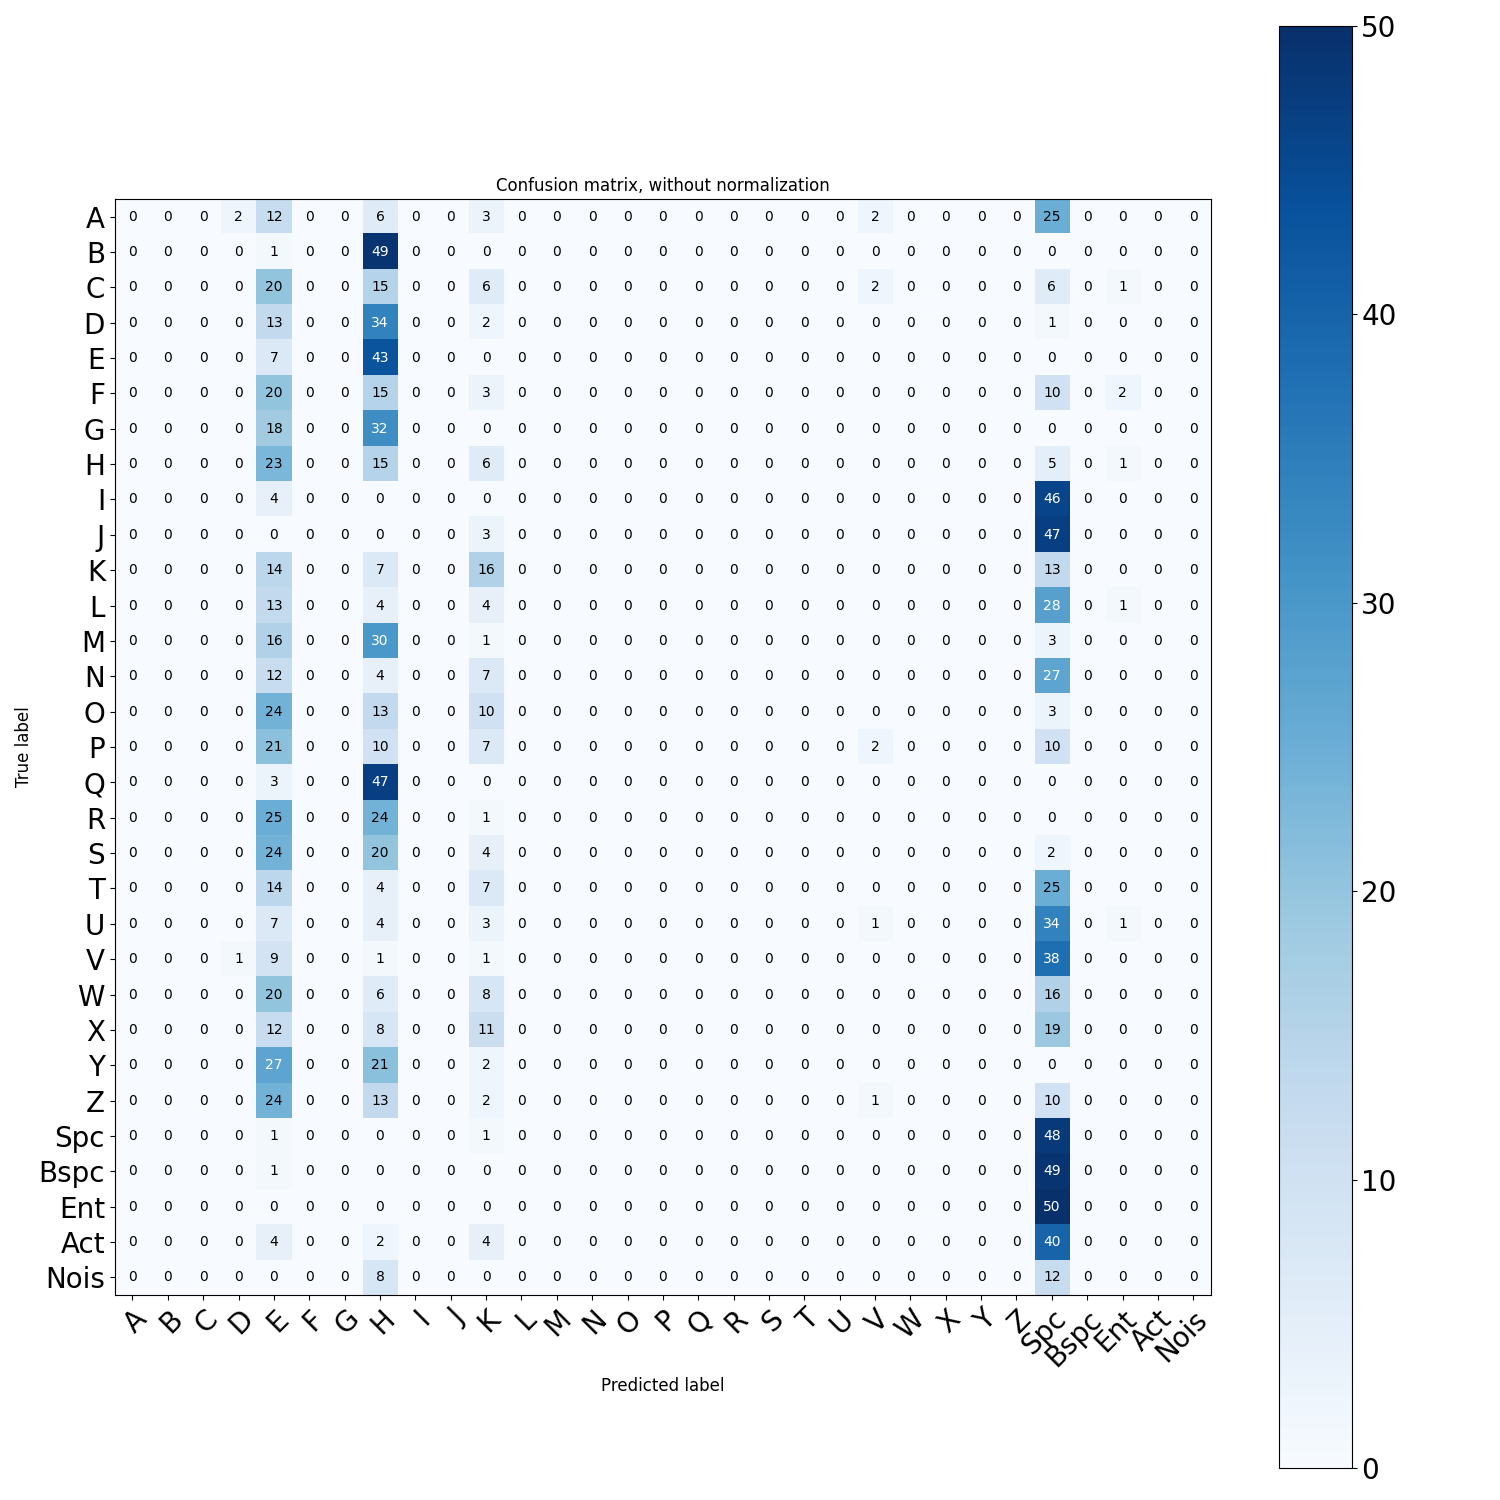 Confusion matrix, without normalization
A 0 0 0 2 12 0 0 6 0 0 3 0 0 0 0 0 0 0 0 0 0 2 0 0 0 0 25 0 0 0 0
B 0 0 0 0 1 0 0 49 0 0 0 0 0 0 0 0 0 0 0 0 0 0 0 0 0 0 0 0 0 0 0
C 0 0 0 0 20 0 0 15 0 0 6 0 0 0 0 0 0 0 0 0 0 2 0 0 0 0 6 0 1 0 0
D 0 0 0 0 13 0 0 34 0 0 2 0 0 0 0 0 0 0 0 0 0 0 0 0 0 0 1 0 0 0 0
E 0 0 0 0 7 0 0 43 0 0 0 0 0 0 0 0 0 0 0 0 0 0 0 0 0 0 0 0 0 0 0
F 0 0 0 0 20 0 0 15 0 0 3 0 0 0 0 0 0 0 0 0 0 0 0 0 0 0 10 0 2 0 0
G 0 0 0 0 18 0 0 32 0 0 0 0 0 0 0 0 0 0 0 0 0 0 0 0 0 0 0 0 0 0 0
H 0 0 0 0 23 0 0 15 0 0 6 0 0 0 0 0 0 0 0 0 0 0 0 0 0 0 5 0 1 0 0
I 0 0 0 0 4 0 0 0 0 0 0 0 0 0 0 0 0 0 0 0 0 0 0 0 0 0 46 0 0 0 0
J 0 0 0 0 0 0 0 0 0 0 3 0 0 0 0 0 0 0 0 0 0 0 0 0 0 0 47 0 0 0 0
K 0 0 0 0 14 0 0 7 0 0 16 0 0 0 0 0 0 0 0 0 0 0 0 0 0 0 13 0 0 0 0
L 0 0 0 0 13 0 0 4 0 0 4 0 0 0 0 0 0 0 0 0 0 0 0 0 0 0 28 0 1 0 0
M 0 0 0 0 16 0 0 30 0 0 1 0 0 0 0 0 0 0 0 0 0 0 0 0 0 0 3 0 0 0 0
N 0 0 0 0 12 0 0 4 0 0 7 0 0 0 0 0 0 0 0 0 0 0 0 0 0 0 27 0 0 0 0
O 0 0 0 0 24 0 0 13 0 0 10 0 0 0 0 0 0 0 0 0 0 0 0 0 0 0 3 0 0 0 0
P 0 0 0 0 21 0 0 10 0 0 7 0 0 0 0 0 0 0 0 0 0 2 0 0 0 0 10 0 0 0 0
Q 0 0 0 0 3 0 0 47 0 0 0 0 0 0 0 0 0 0 0 0 0 0 0 0 0 0 0 0 0 0 0
R 0 0 0 0 25 0 0 24 0 0 1 0 0 0 0 0 0 0 0 0 0 0 0 0 0 0 0 0 0 0 0
S 0 0 0 0 24 0 0 20 0 0 4 0 0 0 0 0 0 0 0 0 0 0 0 0 0 0 2 0 0 0 0
T 0 0 0 0 14 0 0 4 0 0 7 0 0 0 0 0 0 0 0 0 0 0 0 0 0 0 25 0 0 0 0
U 0 0 0 0 7 0 0 4 0 0 3 0 0 0 0 0 0 0 0 0 0 1 0 0 0 0 34 0 1 0 0
V 0 0 0 1 9 0 0 1 0 0 1 0 0 0 0 0 0 0 0 0 0 0 0 0 0 0 38 0 0 0 0
W 0 0 0 0 20 0 0 6 0 0 8 0 0 0 0 0 0 0 0 0 0 0 0 0 0 0 16 0 0 0 0
X 0 0 0 0 12 0 0 8 0 0 11 0 0 0 0 0 0 0 0 0 0 0 0 0 0 0 19 0 0 0 0
Y 0 0 0 0 27 0 0 21 0 0 2 0 0 0 0 0 0 0 0 0 0 0 0 0 0 0 0 0 0 0 0
Z 0 0 0 0 24 0 0 13 0 0 2 0 0 0 0 0 0 0 0 0 0 1 0 0 0 0 10 0 0 0 0
Spc 0 0 0 0 1 0 0 0 0 0 1 0 0 0 0 0 0 0 0 0 0 0 0 0 0 0 48 0 0 0 0
Bspc 0 0 0 0 1 0 0 0 0 0 0 0 0 0 0 0 0 0 0 0 0 0 0 0 0 0 49 0 0 0 0
Ent 0 0 0 0 0 0 0 0 0 0 0 0 0 0 0 0 0 0 0 0 0 0 0 0 0 0 50 0 0 0 0
Act 0 0 0 0 4 0 0 2 0 0 4 0 0 0 0 0 0 0 0 0 0 0 0 0 0 0 40 0 0 0 0
Nois 0 0 0 0 0 0 0 8 0 0 0 0 0 0 0 0 0 0 0 0 0 0 0 0 0 0 12 0 0 0 0
A B C D E F G H I J K L M N O P Q R S T U V W X Y Z Spc Bspc Ent Act Nois
Predicted label
True label
50
40
30
20
10
0